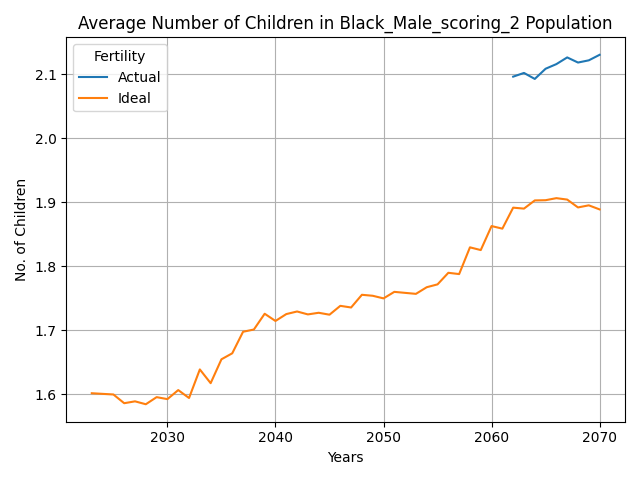 Average Number of Children in Black_Male_scoring_2 Population
Fertility
Actual
Ideal
No. of Children
2.1
2.0
1.9
1.8
1.7
1.6
2030 2040 2050 2060 2070
Years